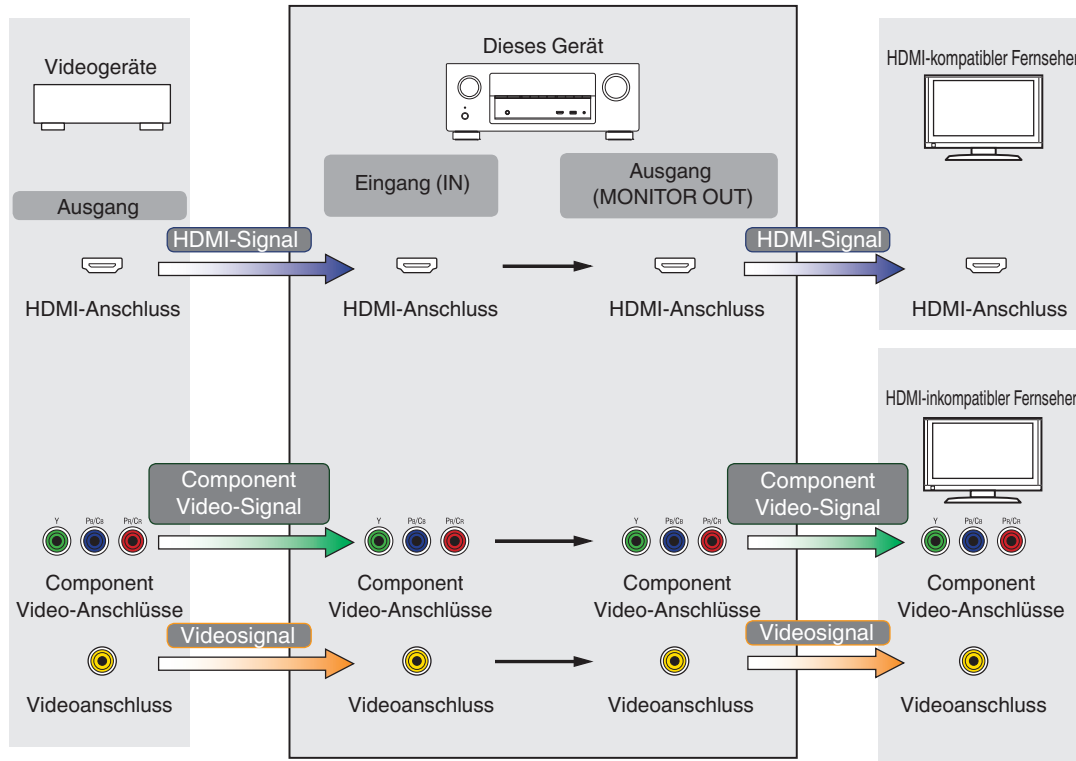 Dieses Gerät
Videogeräte
HDMI-kompatibler Fernseher
Eingang (IN)
Ausgang
(MONITOR OUT)
Ausgang
HDMI-Signal
HDMI-Signal
HDMI-Anschluss
HDMI-Anschluss
HDMI-Anschluss
HDMI-Anschluss
HDMI-inkompatibler Fernseher
Component
Video-Signal
Component
Video-Signal
Y PB/CB PR/CR
Y PB/CB PR/CR
Y PB/CB PR/CR
Y PB/CB PR/CR
Component
Video-Anschlüsse
Component
Video-Anschlüsse
Component
Video-Anschlüsse
Component
Video-Anschlüsse
Videosignal
Videosignal
Videoanschluss
Videoanschluss
Videoanschluss
Videoanschluss